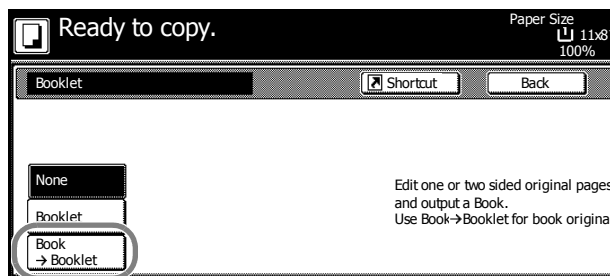 Ready to copy.
Paper Size
11x8
100%
Booklet
Shortcut
Back
None
Booklet
Book
→ Booklet
Edit one or two sided original pages
and output a Book.
Use Book→Booklet for book origina